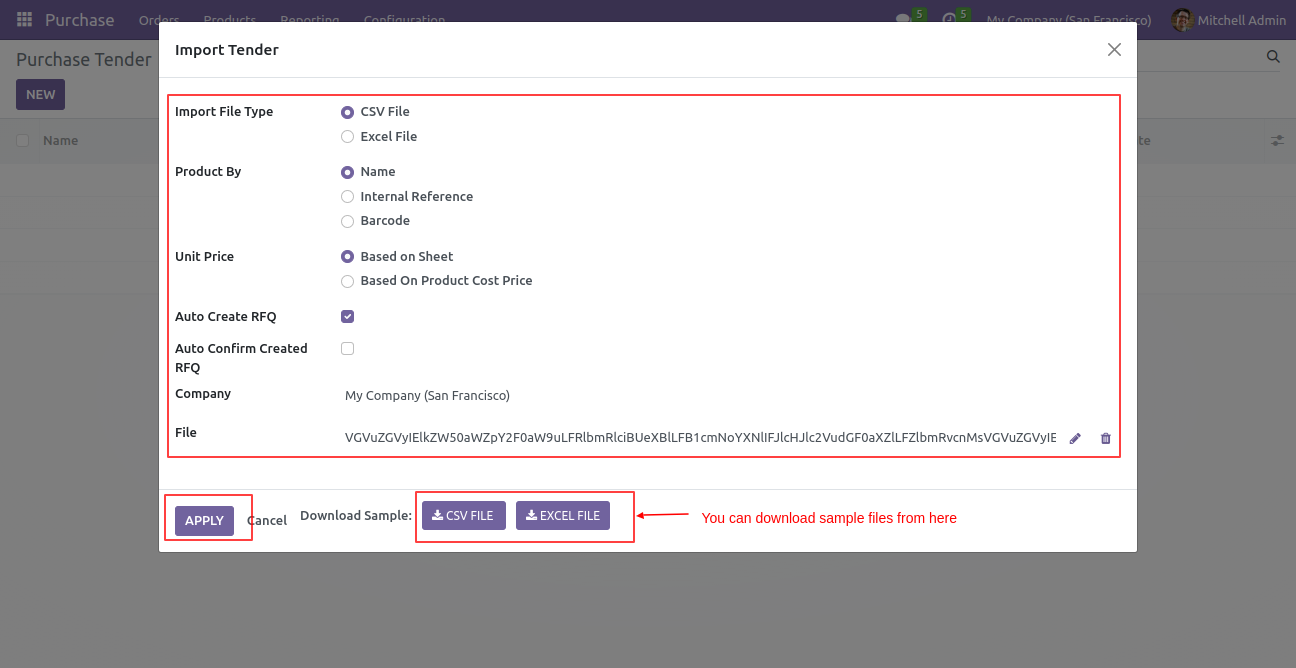 Purchase Orders Products Reporting Configuration 5 5 My Company (San Francisco) Mitchell Admin
Purchase Tender
NEW
Name
te
Import Tender
Import File Type
CSV File
Excel File
Product By
Name
Internal Reference
Barcode
Unit Price
Based on Sheet
Based On Product Cost Price
Auto Create RFQ
Auto Confirm Created
RFQ
Company
My Company (San Francisco)
File
VGVuZGVyIElkZW50aWZpY2F0aW9uLFRlbmRlciBUeXBlLFB1cmNoYXNlIFJlcHJlc2VudGF0aXZlLFZlbmRvcnMsVGVuZGVyIE
APPLY Cancel Download Sample: CSV FILE EXCEL FILE You can download sample files from here